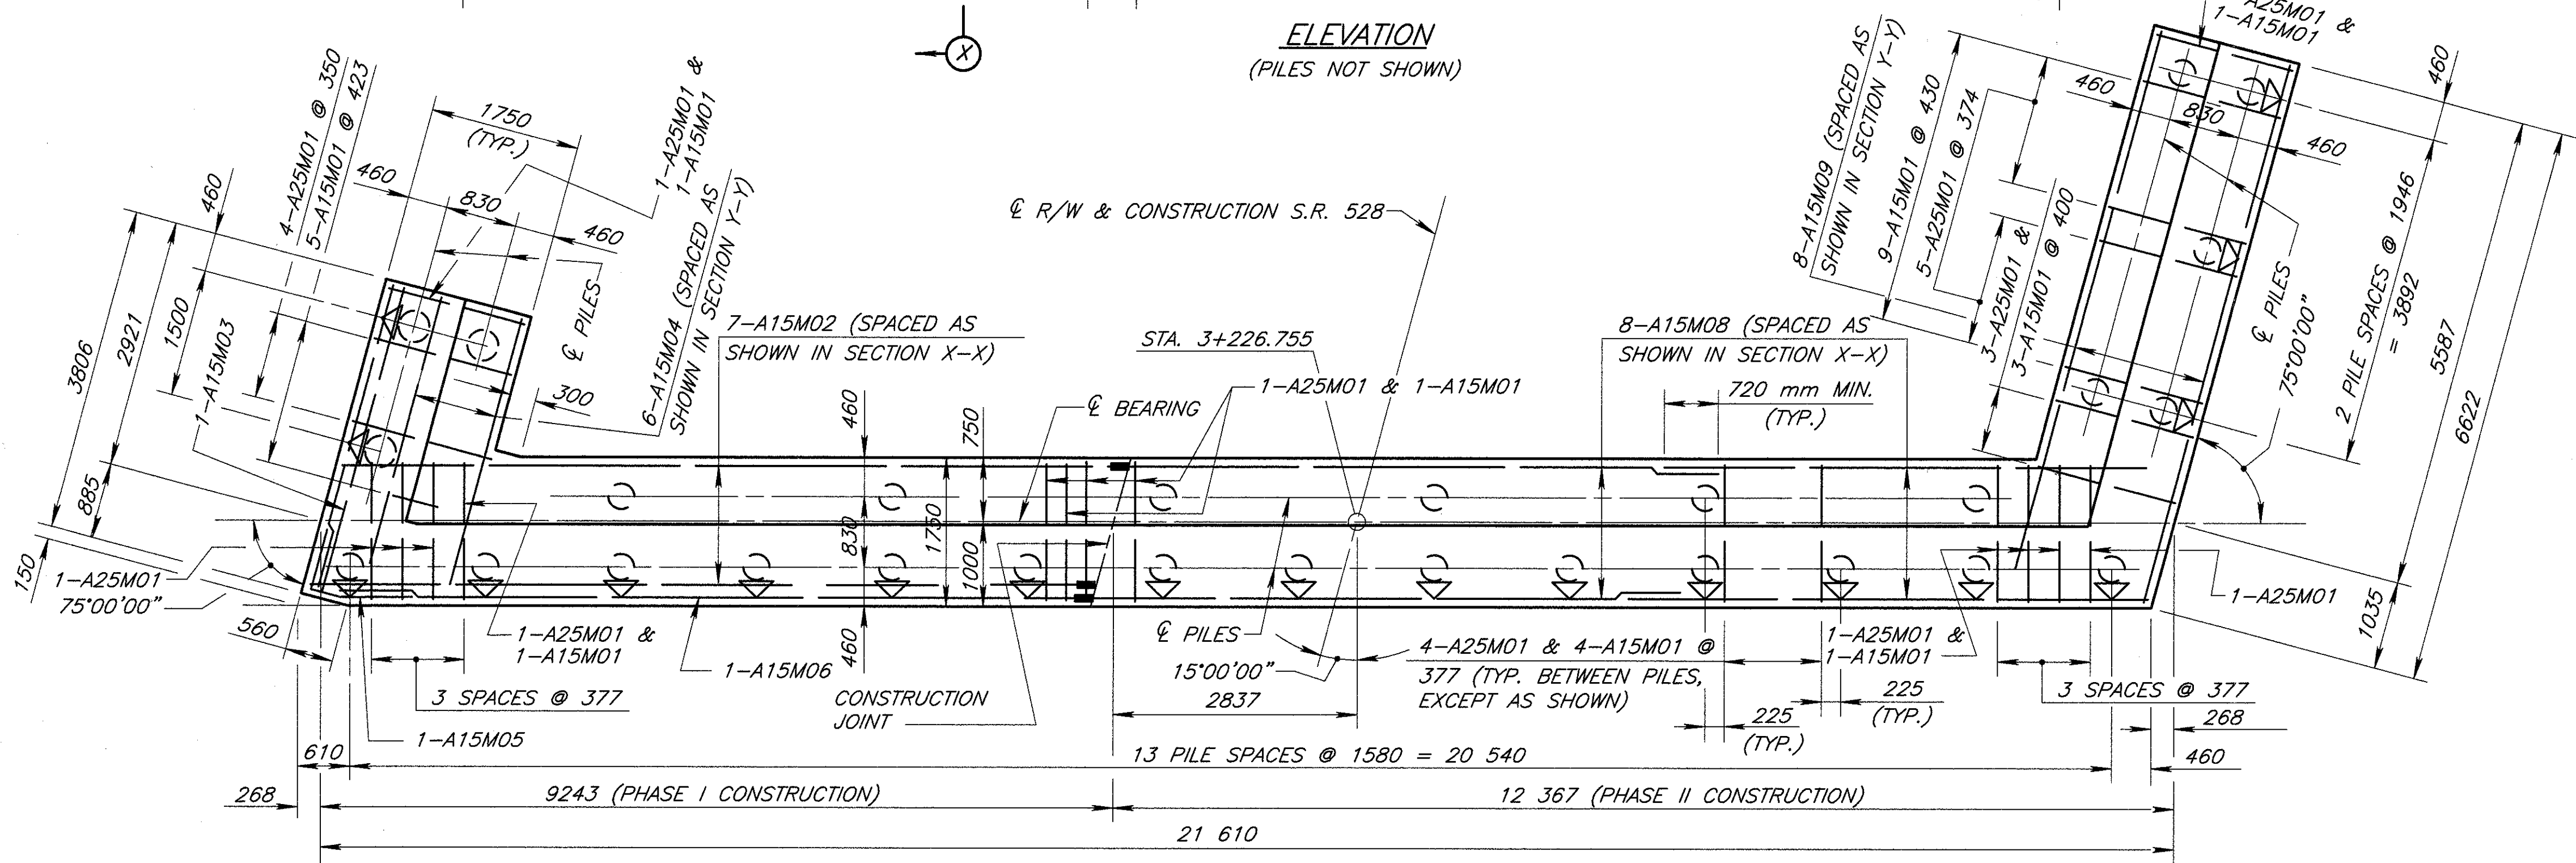 ELEVATION
(PILES NOT SHOWN)
X
A25M01 &
1-A15M01
4-A25M01 @ 350
5-A15M01 @ 423
1750
(TYP.)
1-A25M01 &
1-A15M01
460
830
460
460
1500
2921
3806
885
150
1-A15M03
℄ PILES
6-A15M04 (SPACED AS
SHOWN IN SECTION Y-Y)
300
7-A15M02 (SPACED AS
SHOWN IN SECTION X-X)
℄ R/W & CONSTRUCTION S.R. 528
STA. 3+226.755
1-A25M01 & 1-A15M01
℄ BEARING
460
830
460
750
1750
1000
8-A15M08 (SPACED AS
SHOWN IN SECTION X-X)
720 mm MIN.
(TYP.)
8-A15M09 (SPACED AS
SHOWN IN SECTION Y-Y)
9-A15M01 @ 430
5-A25M01 @ 374
3-A25M01 &
3-A15M01 @ 400
460
830
460
460
℄ PILES
75°00'00"
2 PILE SPACES @ 1946
= 3892
5587
6622
1035
1-A25M01
75°00'00"
560
1-A25M01 &
1-A15M01
3 SPACES @ 377
1-A15M05
1-A15M06
CONSTRUCTION
JOINT
℄ PILES
15°00'00"
2837
4-A25M01 & 4-A15M01 @
377 (TYP. BETWEEN PILES,
EXCEPT AS SHOWN)
225
(TYP.)
1-A25M01 &
1-A15M01
225
(TYP.)
1-A25M01
3 SPACES @ 377
268
610
13 PILE SPACES @ 1580 = 20 540
460
268
9243 (PHASE I CONSTRUCTION)
12 367 (PHASE II CONSTRUCTION)
21 610